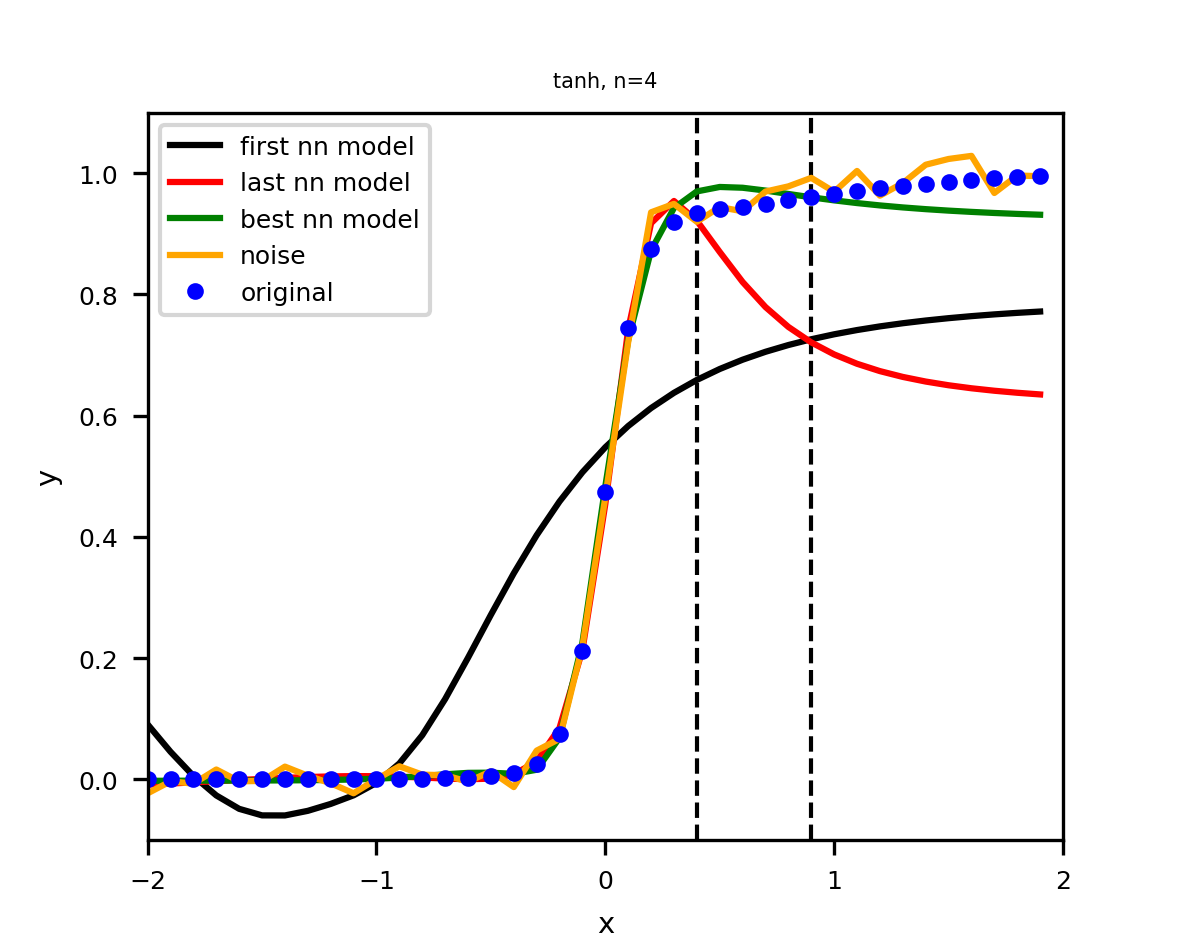 tanh, n=4
first nn model
last nn model
best nn model
noise
original
1.0
0.8
0.6
0.4
0.2
0.0
y
−2
−1
0
1
2
x